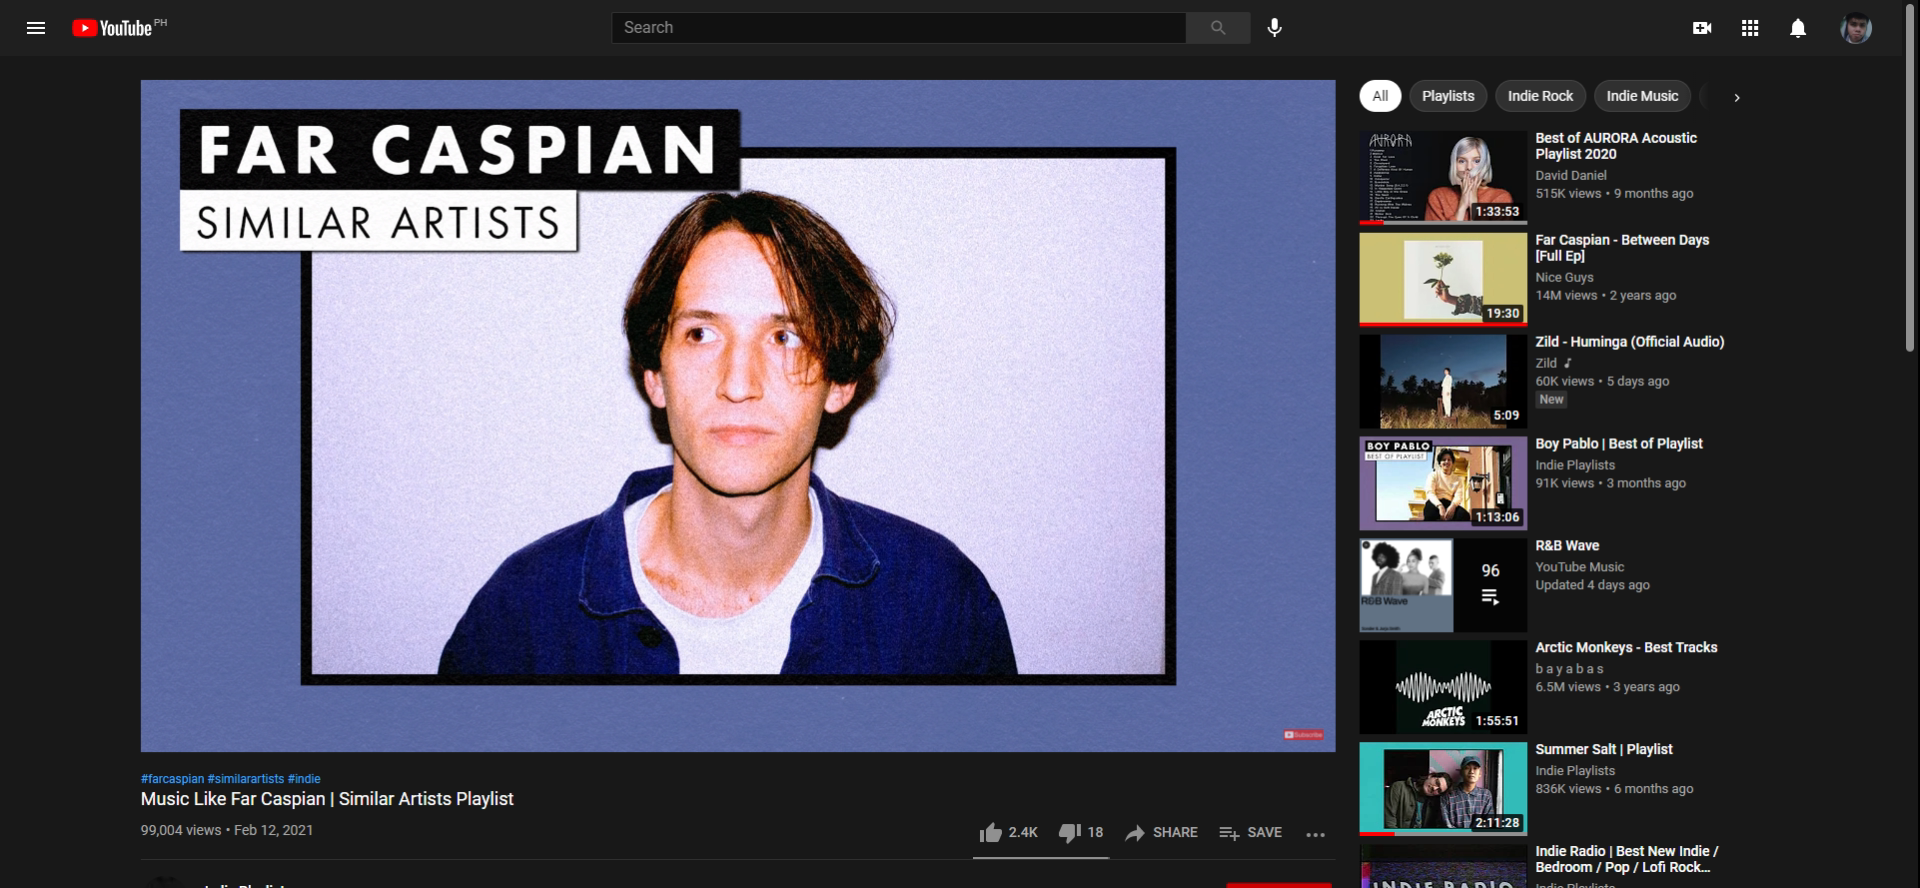 YouTube PH
Search
FAR CASPIAN
SIMILAR ARTISTS
Subscribe
#farcaspian #similarartists #indie
Music Like Far Caspian | Similar Artists Playlist
99,004 views • Feb 12, 2021
2.4K
18
SHARE
SAVE
All
Playlists
Indie Rock
Indie Music
AURORA
1:33:53
Best of AURORA Acoustic
Playlist 2020
David Daniel
515K views • 9 months ago
19:30
Far Caspian - Between Days
[Full Ep]
Nice Guys
14M views • 2 years ago
5:09
Zild - Huminga (Official Audio)
Zild
60K views • 5 days ago
New
BOY PABLO
BEST OF PLAYLIST
1:13:06
Boy Pablo | Best of Playlist
Indie Playlists
91K views • 3 months ago
R&B Wave
96
R&B Wave
YouTube Music
Updated 4 days ago
ARCTIC
MONKEYS
1:55:51
Arctic Monkeys - Best Tracks
b a y a b a s
6.5M views • 3 years ago
2:11:28
Summer Salt | Playlist
Indie Playlists
836K views • 6 months ago
INDIE RADIO
Indie Radio | Best New Indie /
Bedroom / Pop / Lofi Rock...